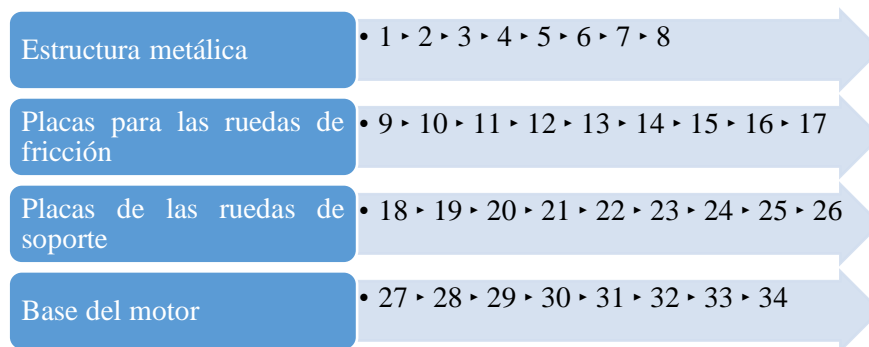 Estructura metálica
• 1 ▸ 2 ▸ 3 ▸ 4 ▸ 5 ▸ 6 ▸ 7 ▸ 8
Placas para las ruedas de
fricción
• 9 ▸ 10 ▸ 11 ▸ 12 ▸ 13 ▸ 14 ▸ 15 ▸ 16 ▸ 17
Placas de las ruedas de
soporte
• 18 ▸ 19 ▸ 20 ▸ 21 ▸ 22 ▸ 23 ▸ 24 ▸ 25 ▸ 26
Base del motor
• 27 ▸ 28 ▸ 29 ▸ 30 ▸ 31 ▸ 32 ▸ 33 ▸ 34